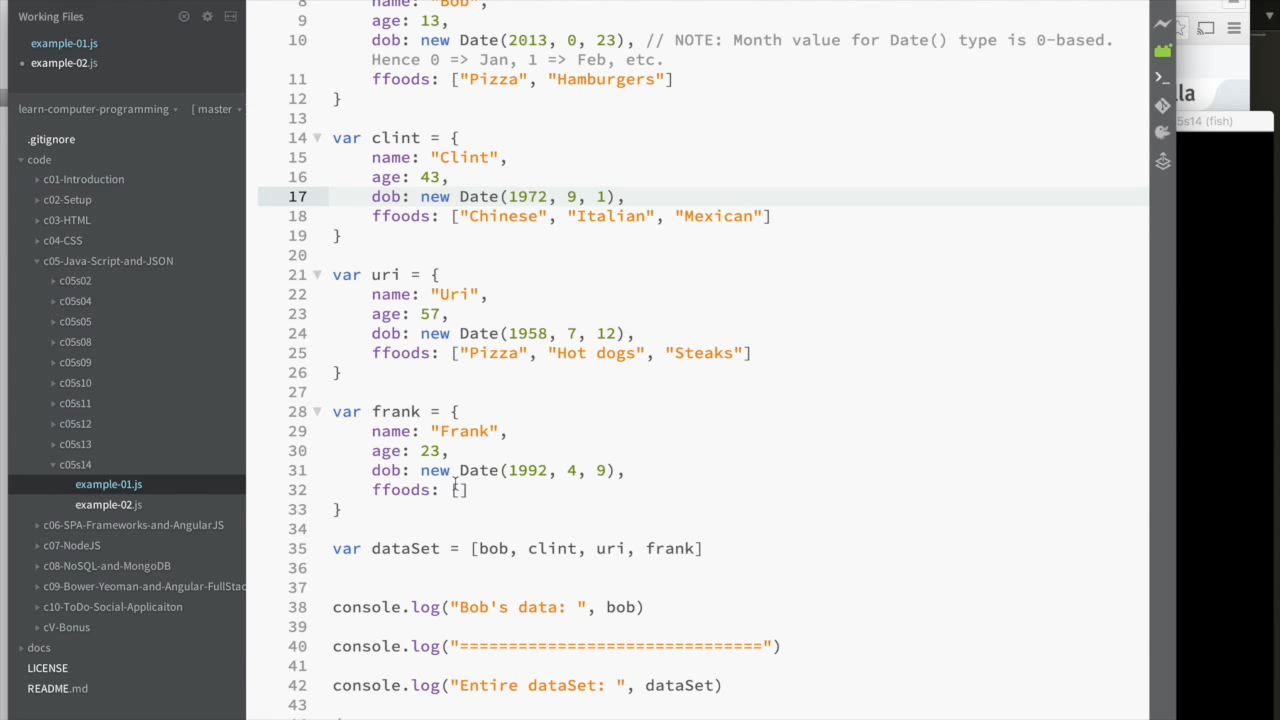 Working Files
example-01.js
example-02.js
learn-computer-programming [ master
.gitignore
code
c01-Introduction
c02-Setup
c03-HTML
c04-CSS
c05-Java-Script-and-JSON
c05s02
c05s04
c05s05
c05s08
c05s09
c05s10
c05s11
c05s12
c05s13
c05s14
example-01.js
example-02.js
c06-SPA-Frameworks-and-AngularJS
c07-NodeJS
c08-NoSQL-and-MongoDB
c09-Bower-Yeoman-and-Angular-FullStac
c10-ToDo-Social-Applicaiton
cV-Bonus
docs
LICENSE
README.md
8 name: "Bob",
9 age: 13,
10 dob: new Date(2013, 0, 23), // NOTE: Month value for Date() type is 0-based.
Hence 0 => Jan, 1 => Feb, etc.
11 ffoods: ["Pizza", "Hamburgers"]
12 }
13
14 var clint = {
15 name: "Clint",
16 age: 43,
17 dob: new Date(1972, 9, 1),
18 ffoods: ["Chinese", "Italian", "Mexican"]
19 }
20
21 var uri = {
22 name: "Uri",
23 age: 57,
24 dob: new Date(1958, 7, 12),
25 ffoods: ["Pizza", "Hot dogs", "Steaks"]
26 }
27
28 var frank = {
29 name: "Frank",
30 age: 23,
31 dob: new Date(1992, 4, 9),
32 ffoods: []
33 }
34
35 var dataSet = [bob, clint, uri, frank]
36
37
38 console.log("Bob's data: ", bob)
39
40 console.log("===============================")
41
42 console.log("Entire dataSet: ", dataSet)
43
lla
5s14 (fish)